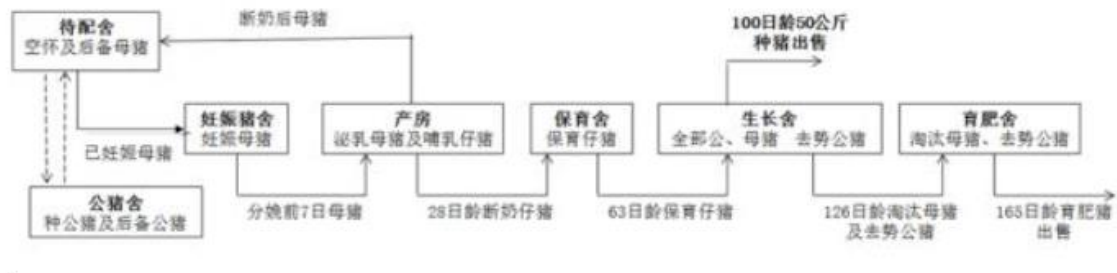 断奶后母猪
待配舍
空怀及后备母猪
100日龄50公斤
种猪出售
妊娠猪舍
妊娠母猪
产房
泌乳母猪及哺乳仔猪
保育舍
保育仔猪
生长舍
全部公、母猪 去势公猪
育肥舍
淘汰母猪、去势公猪
已妊娠母猪
公猪舍
种公猪及后备公猪
分娩前7日母猪
28日龄断奶仔猪
63日龄保育仔猪
126日龄淘汰母猪
及去势公猪
165日龄育肥猪
出售